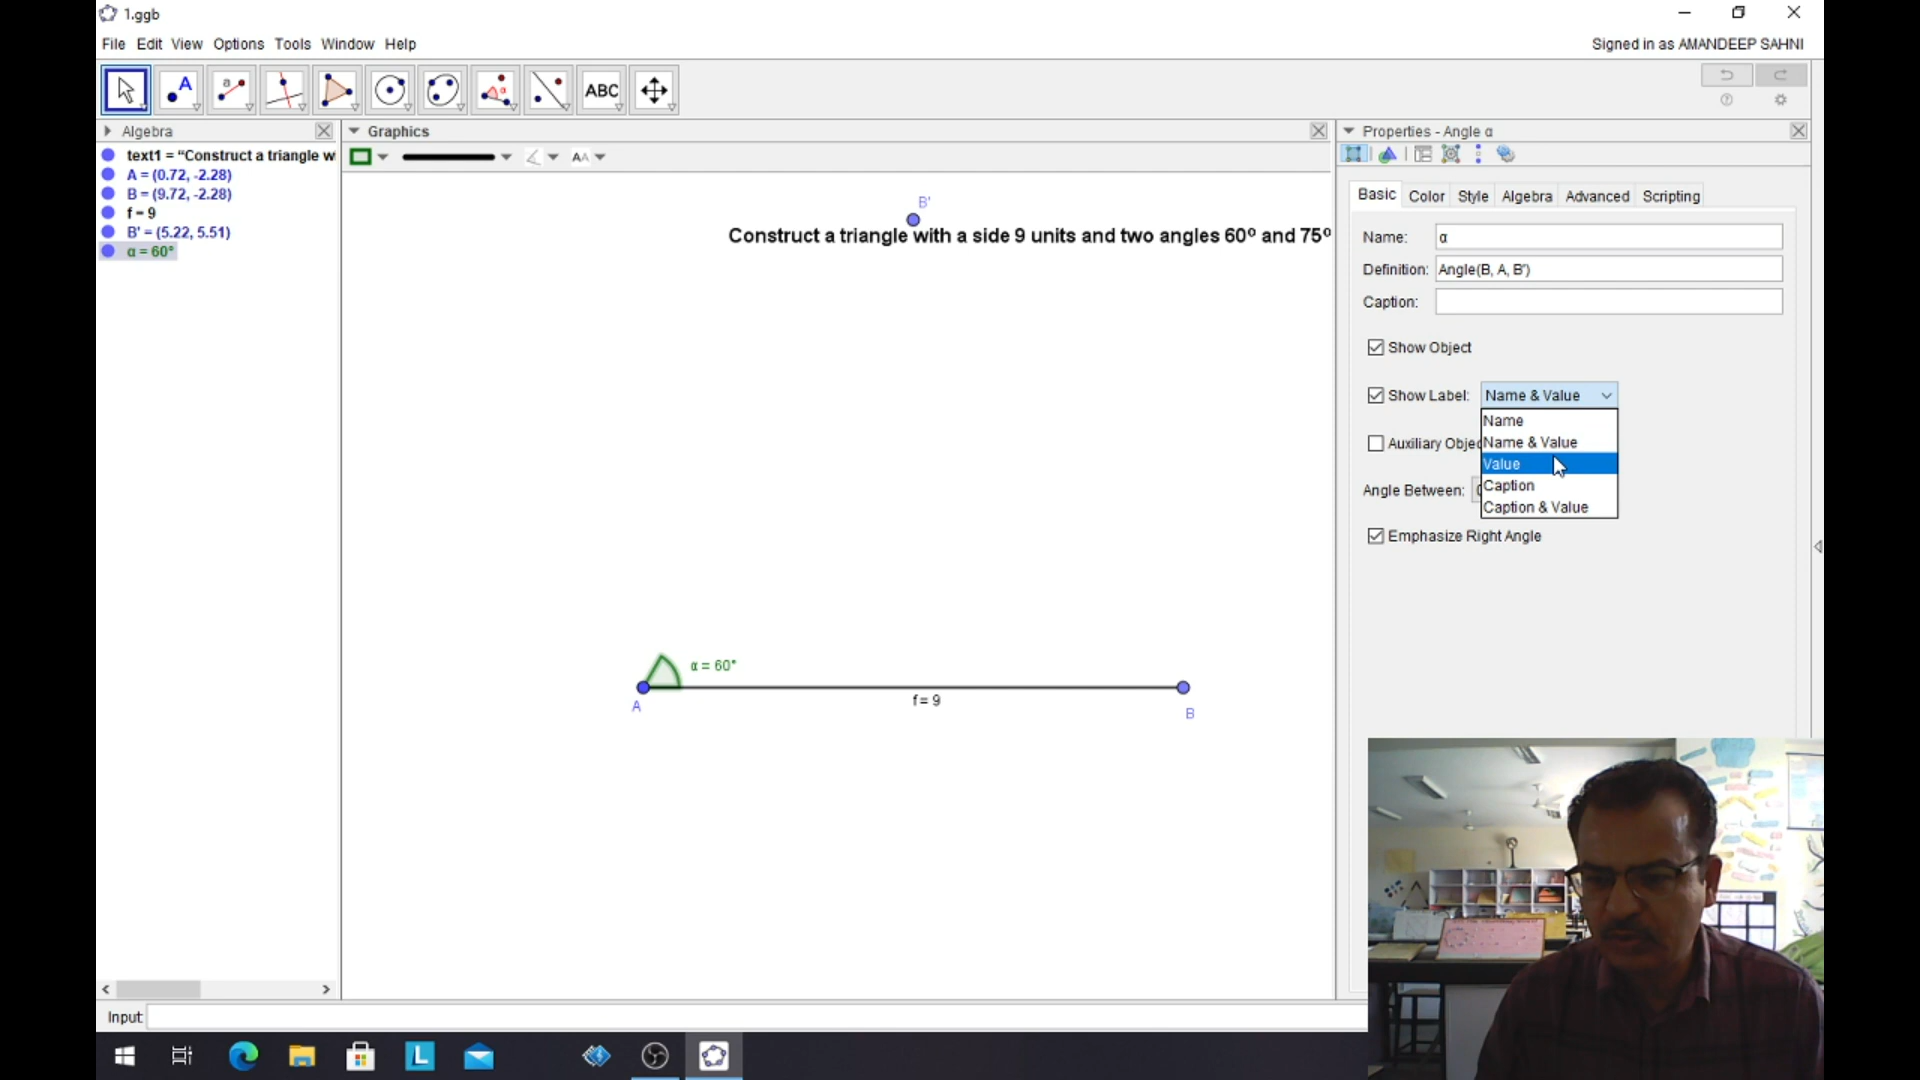 1.ggb
File Edit View Options Tools Window Help
Signed in as AMANDEEP SAHNI
A
a
α
ABC
Algebra
Graphics
Properties - Angle α
text1 = “Construct a triangle wi
A = (0.72, -2.28)
B = (9.72, -2.28)
f = 9
B' = (5.22, 5.51)
α = 60°
AA
B'
Construct a triangle with a side 9 units and two angles 60º and 75º
α = 60°
A
f = 9
B
Basic Color Style Algebra Advanced Scripting
Name: α
Definition: Angle(B, A, B')
Caption:
Show Object
Show Label: Name & Value
Name
Name & Value
Value
Caption
Caption & Value
Auxiliary Objec
Angle Between:
Emphasize Right Angle
Input:
L